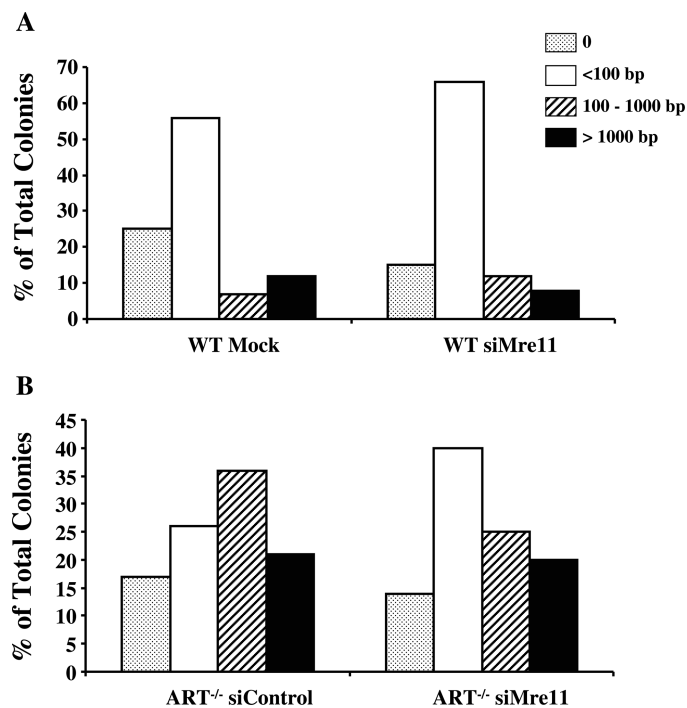 A
0
<100 bp
100 - 1000 bp
> 1000 bp
% of Total Colonies
70
60
50
40
30
20
10
0
WT Mock
WT siMre11
B
% of Total Colonies
45
40
35
30
25
20
15
10
5
0
ART-/- siControl
ART-/- siMre11